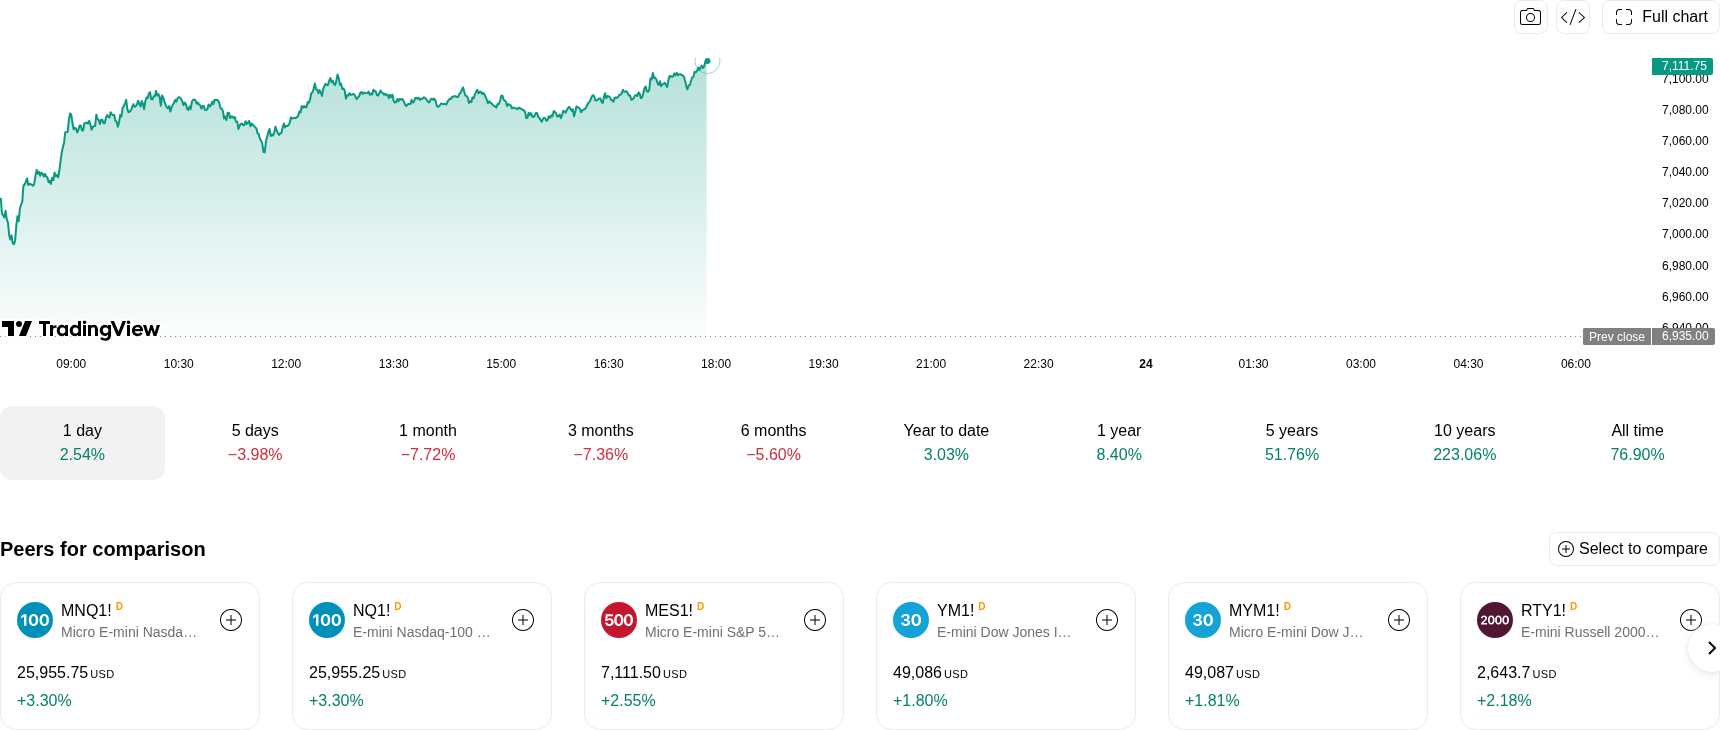 Full chart
7,111.75
7,100.00
7,080.00
7,060.00
7,040.00
7,020.00
7,000.00
6,980.00
6,960.00
6,940.00
Prev close 6,935.00
TradingView
09:00 10:30 12:00 13:30 15:00 16:30 18:00 19:30 21:00 22:30 24 01:30 03:00 04:30 06:00
1 day 5 days 1 month 3 months 6 months Year to date 1 year 5 years 10 years All time
2.54% −3.98% −7.72% −7.36% −5.60% 3.03% 8.40% 51.76% 223.06% 76.90%
Peers for comparison
Select to compare
100 MNQ1! D
Micro E-mini Nasda…
25,955.75 USD
+3.30%
100 NQ1! D
E-mini Nasdaq-100 …
25,955.25 USD
+3.30%
500 MES1! D
Micro E-mini S&P 5…
7,111.50 USD
+2.55%
30 YM1! D
E-mini Dow Jones I…
49,086 USD
+1.80%
30 MYM1! D
Micro E-mini Dow J…
49,087 USD
+1.81%
2000 RTY1! D
E-mini Russell 2000…
2,643.7 USD
+2.18%